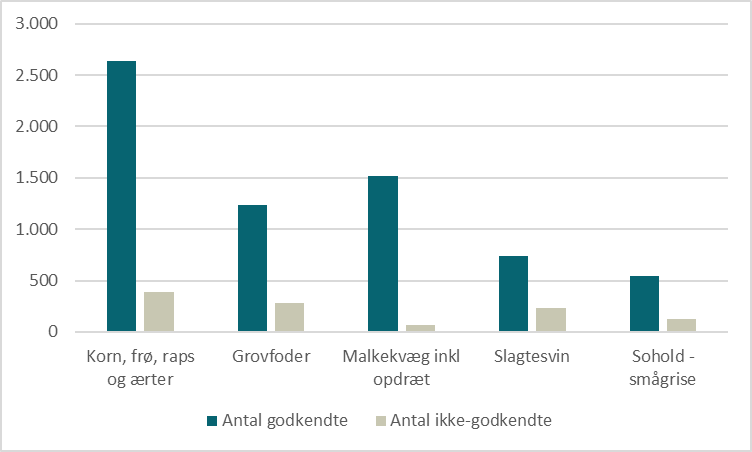 3.000
2.500
2.000
1.500
1.000
500
0
Korn, frø, raps
og ærter
Grovfoder
Malkekvæg inkl
opdræt
Slagtesvin
Sohold -
smågrise
Antal godkendte
Antal ikke-godkendte